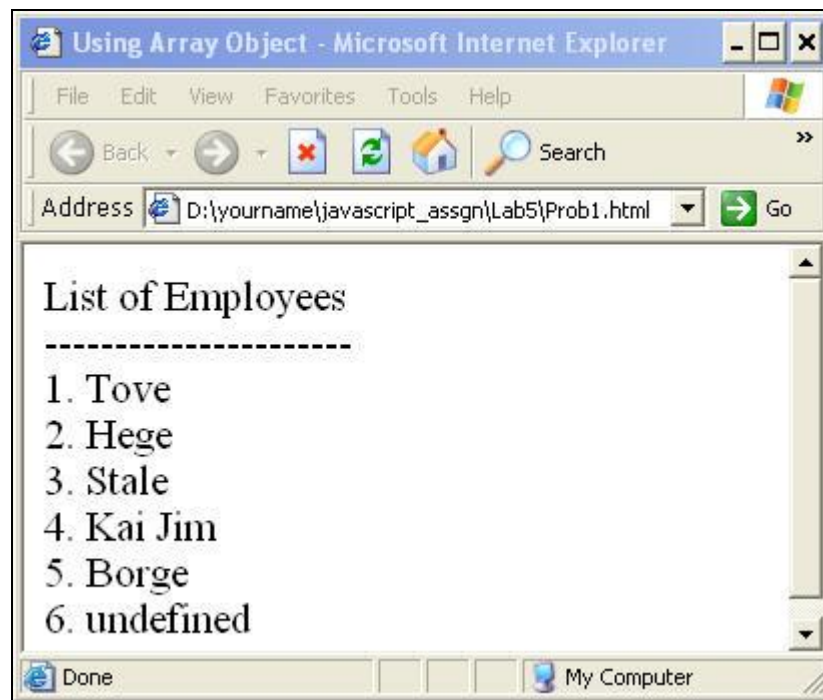 Using Array Object - Microsoft Internet Explorer
File Edit View Favorites Tools Help
Back Search »
Address D:\yourname\javascript_assgn\Lab5\Prob1.html Go
List of Employees
----------------------
1. Tove
2. Hege
3. Stale
4. Kai Jim
5. Borge
6. undefined
Done My Computer